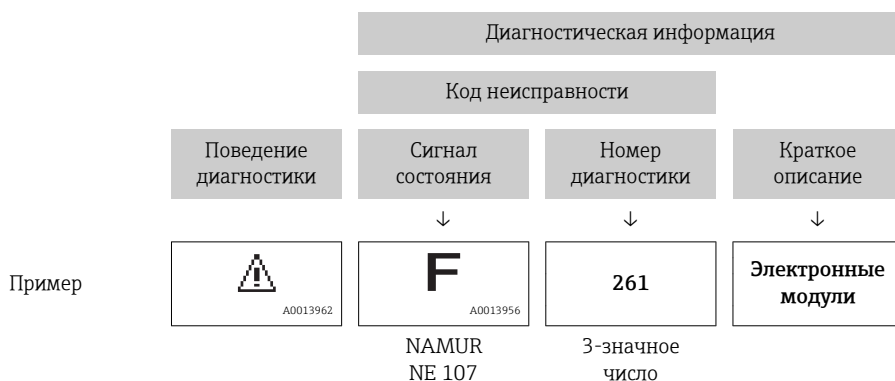 Диагностическая информация
Код неисправности
Поведение
диагностики
Сигнал
состояния
Номер
диагностики
Краткое
описание
↓ ↓ ↓
Пример
A0013962
F
A0013956
261
Электронные
модули
NAMUR
NE 107
3-значное
число